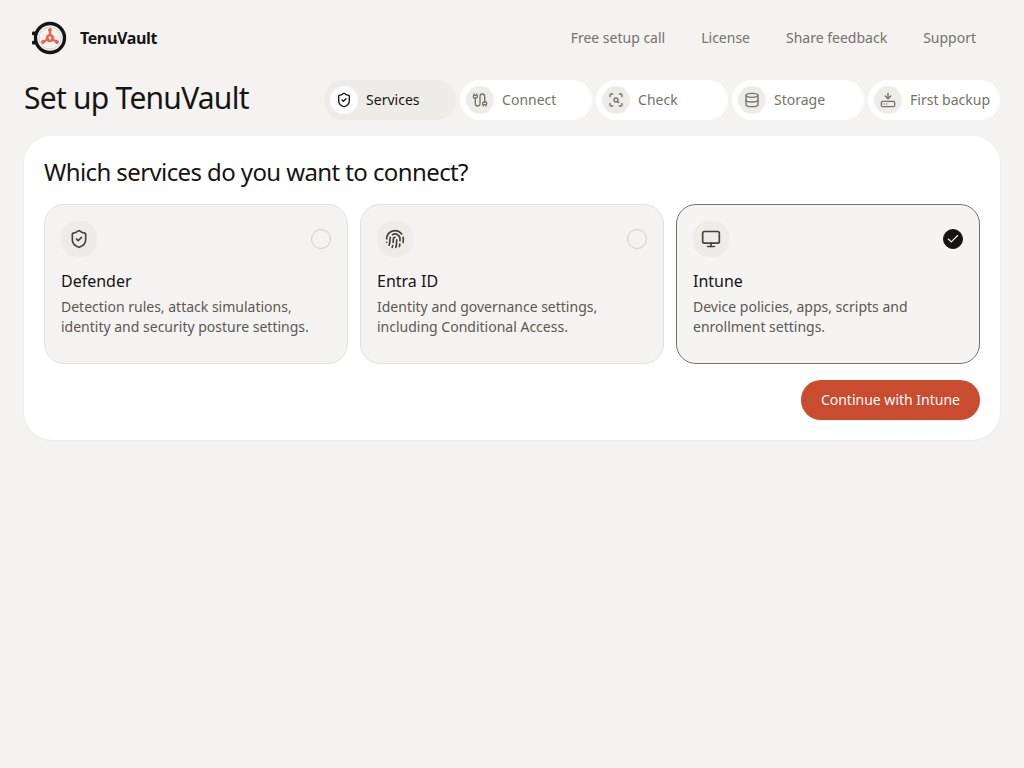 TenuVault
Free setup call
License
Share feedback
Support
Set up TenuVault
Services
Connect
Check
Storage
First backup
Which services do you want to connect?
Defender
Detection rules, attack simulations,
identity and security posture settings.
Entra ID
Identity and governance settings,
including Conditional Access.
Intune
Device policies, apps, scripts and
enrollment settings.
Continue with Intune